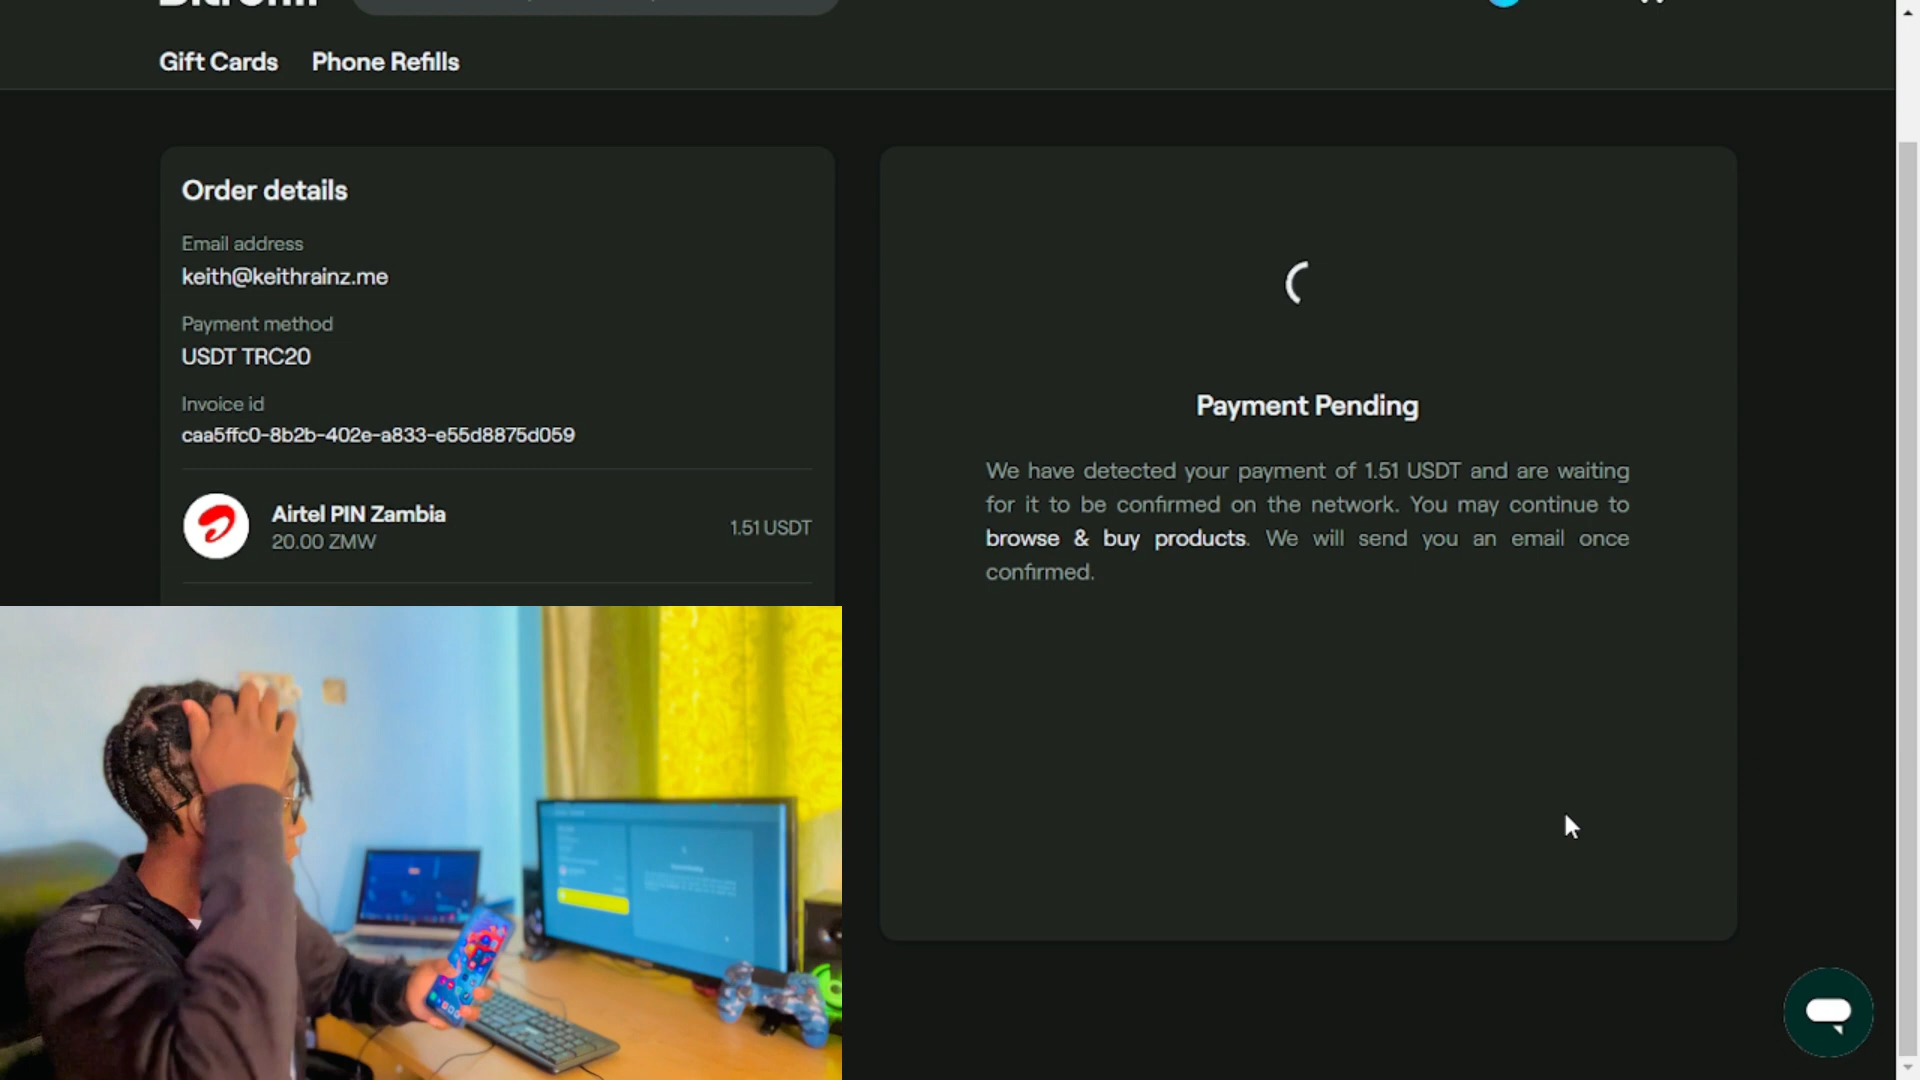 Gift Cards Phone Refills
Order details
Email address
keith@keithrainz.me
Payment method
USDT TRC20
Invoice id
caa5ffc0-8b2b-402e-a833-e55d8875d059
Airtel PIN Zambia
20.00 ZMW
1.51 USDT
Payment Pending
We have detected your payment of 1.51 USDT and are waiting
for it to be confirmed on the network. You may continue to
browse & buy products. We will send you an email once
confirmed.